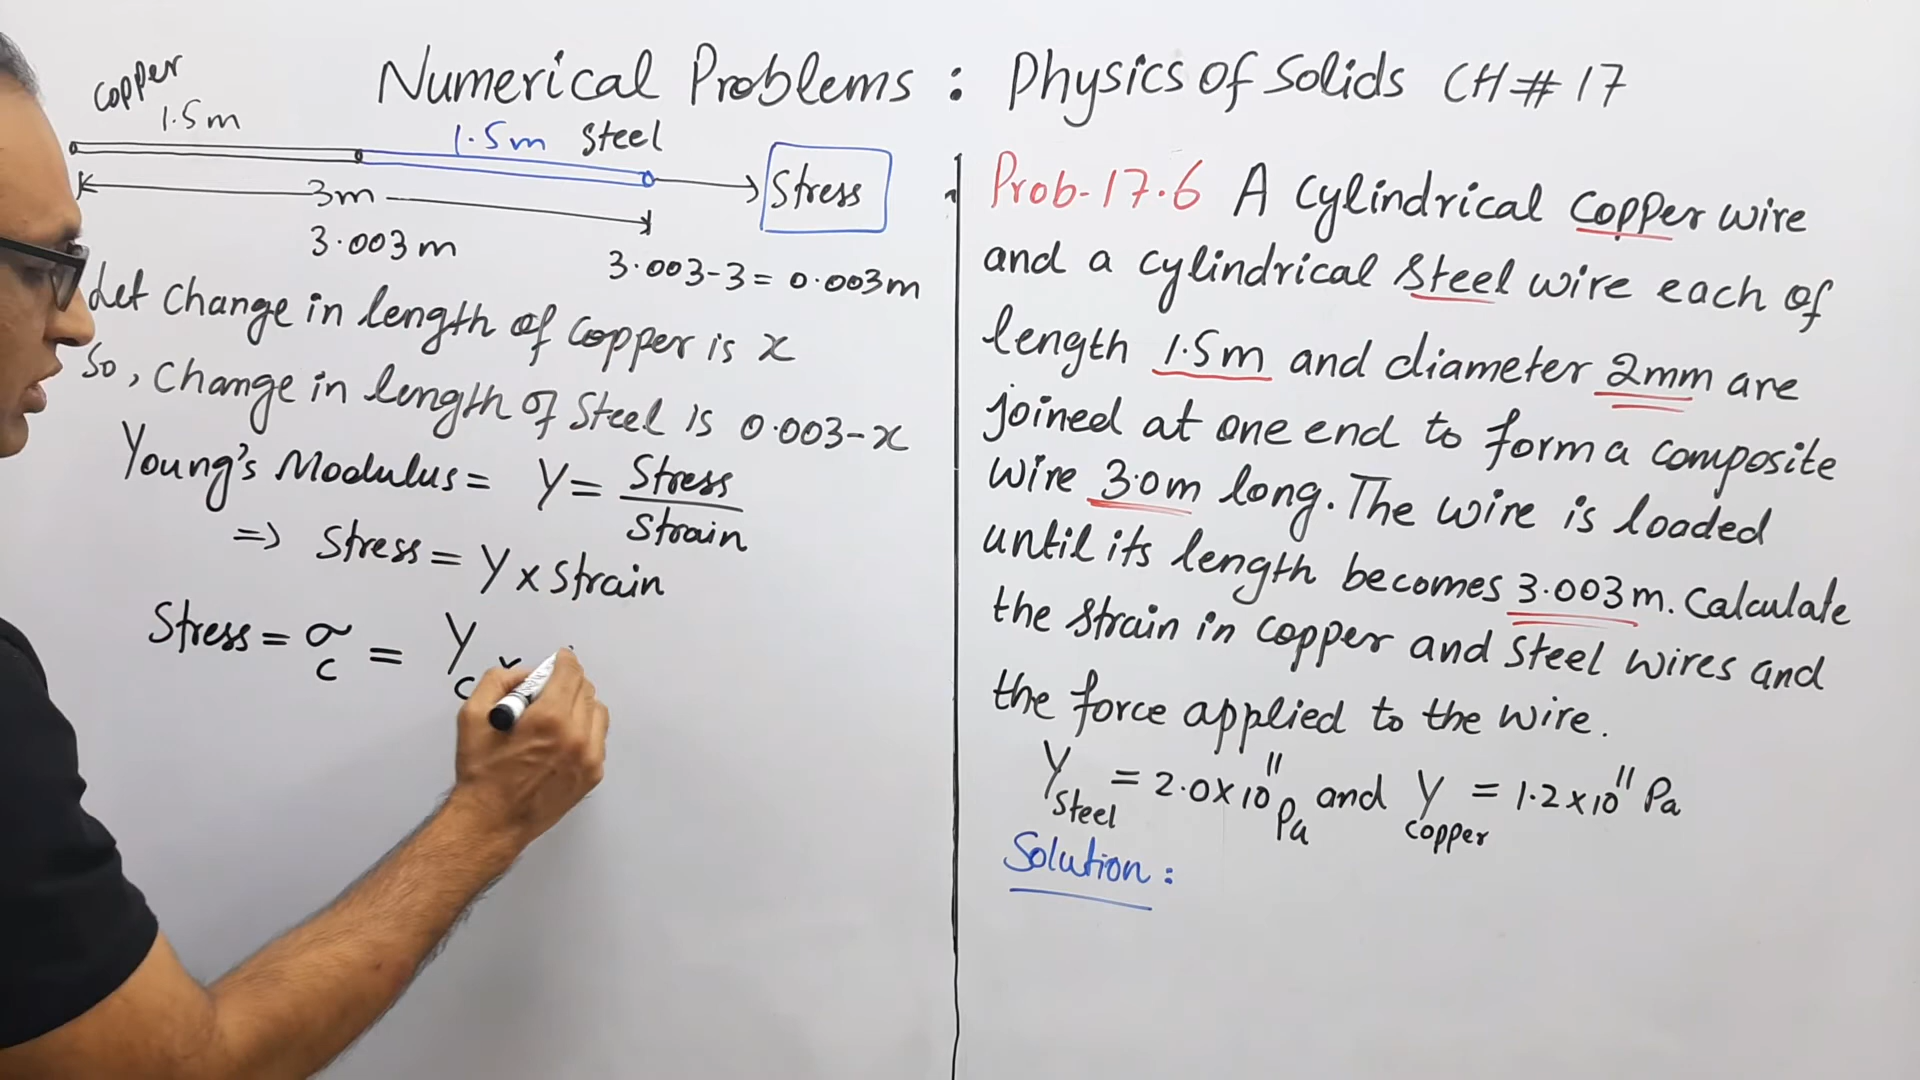 Numerical Problems : Physics of Solids CH# 17
Copper
1.5m
1.5m Steel
Stress
3m
3.003m
3.003-3 = 0.003m
Let change in length of Copper is x
So, Change in length of Steel is 0.003-x
Young's Modulus = Y = Stress/Strain
=> Stress = Y x Strain
Stress = σc = Yc x
Prob-17.6 A Cylindrical Copper wire
and a cylindrical Steel wire each of
length 1.5m and diameter 2mm are
joined at one end to form a composite
wire 3.0m long. The wire is loaded
until its length becomes 3.003m. Calculate
the strain in copper and Steel wires and
the force applied to the wire.
Ysteel = 2.0x10¹¹ Pa and Ycopper = 1.2x10¹¹ Pa
Solution :